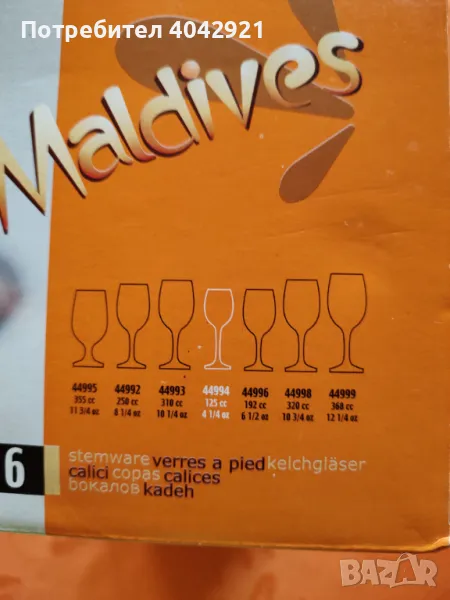 Потребител 4042921
Maldives
44995 44992 44993 44994 44996 44998 44999
355 cc 250 cc 310 cc 125 cc 192 cc 320 cc 368 cc
11 3/4 oz 8 1/4 oz 10 1/4 oz 4 1/4 oz 6 1/2 oz 10 3/4 oz 12 1/4 oz
6
stemware verres a pied kelchgläser
calici copas calices
bокалов kadeh
BAZAR